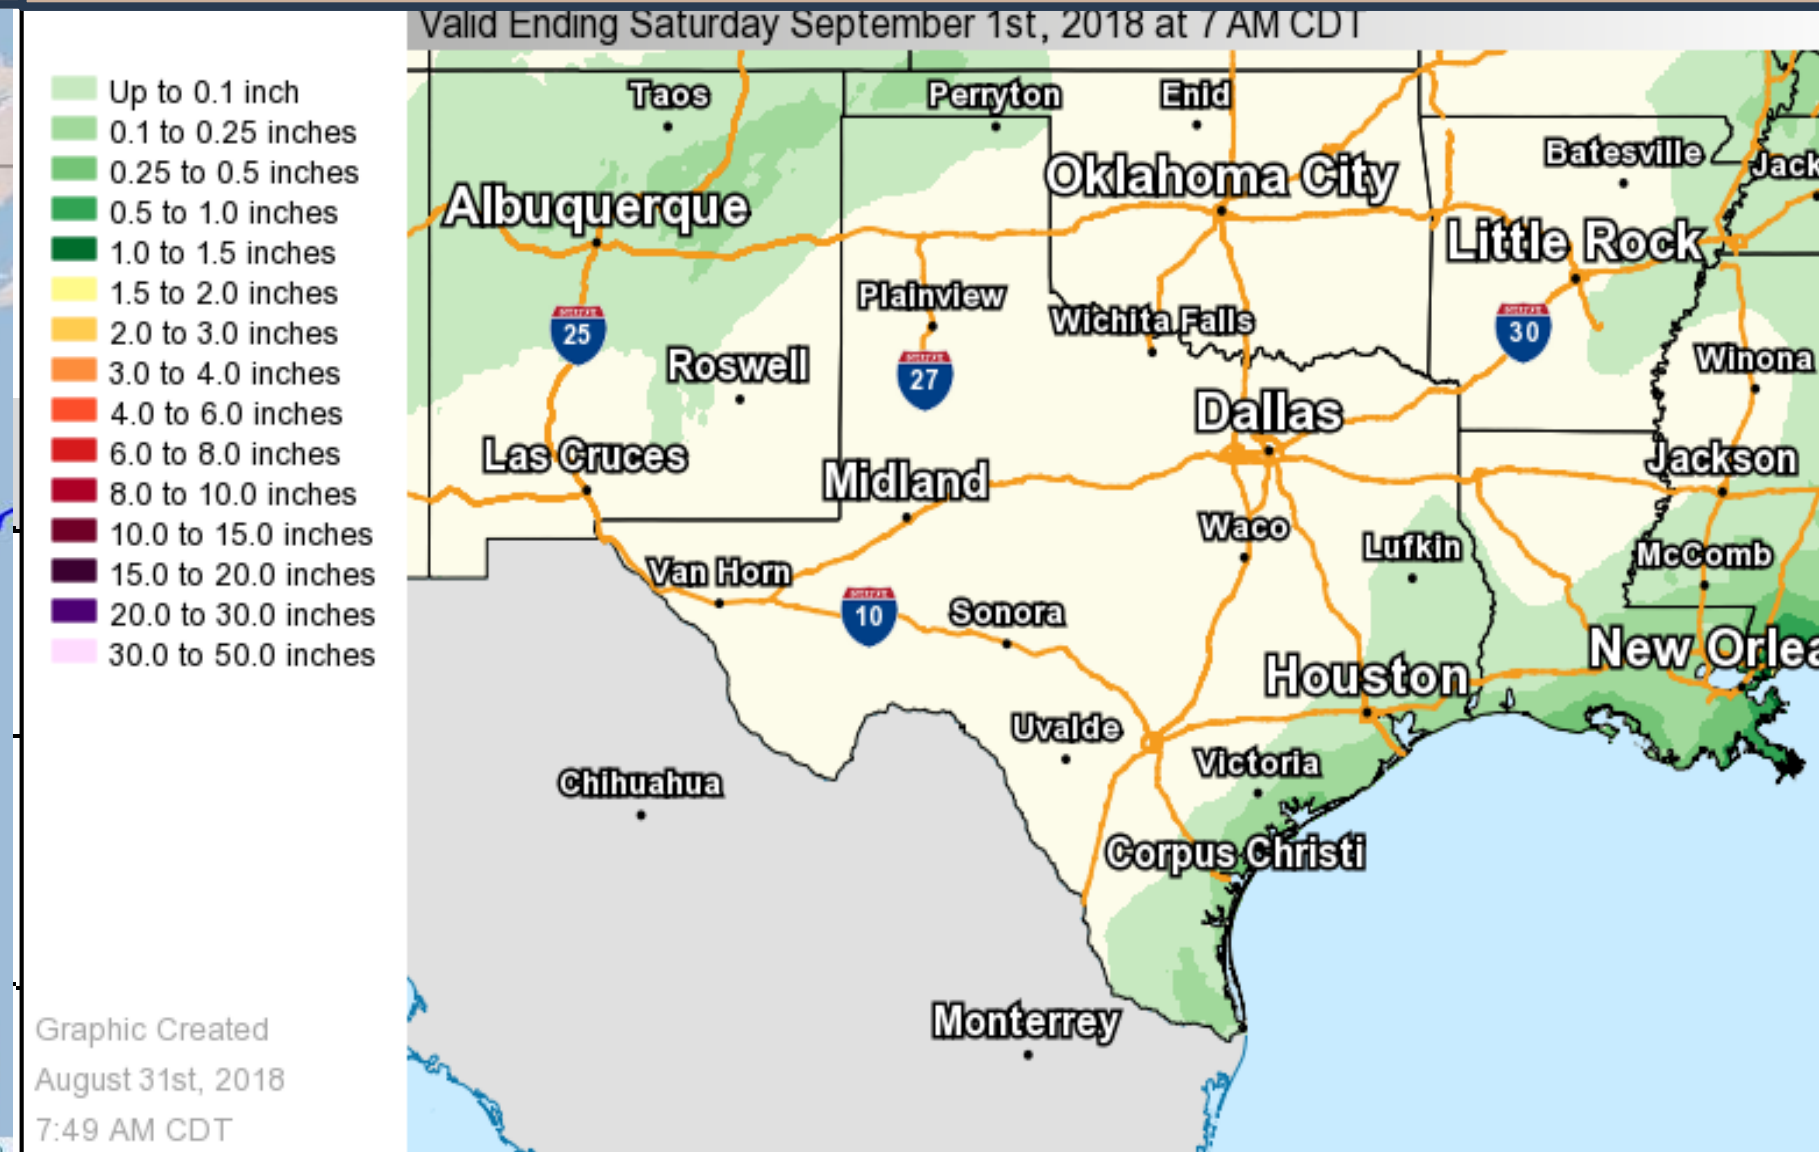 Valid Ending Saturday September 1st, 2018 at 7 AM CDT
Up to 0.1 inch
0.1 to 0.25 inches
0.25 to 0.5 inches
0.5 to 1.0 inches
1.0 to 1.5 inches
1.5 to 2.0 inches
2.0 to 3.0 inches
3.0 to 4.0 inches
4.0 to 6.0 inches
6.0 to 8.0 inches
8.0 to 10.0 inches
10.0 to 15.0 inches
15.0 to 20.0 inches
20.0 to 30.0 inches
30.0 to 50.0 inches
Graphic Created
August 31st, 2018
7:49 AM CDT
Taos
Perryton
Enid
Batesville
Jack
Oklahoma City
Albuquerque
Little Rock
Plainview
Wichita Falls
25
30
27
Winona
Roswell
Dallas
Las Cruces
Midland
Jackson
Waco
Lufkin
McComb
Van Horn
10
Sonora
New Orlea
Houston
Uvalde
Victoria
Chihuahua
Corpus Christi
Monterrey